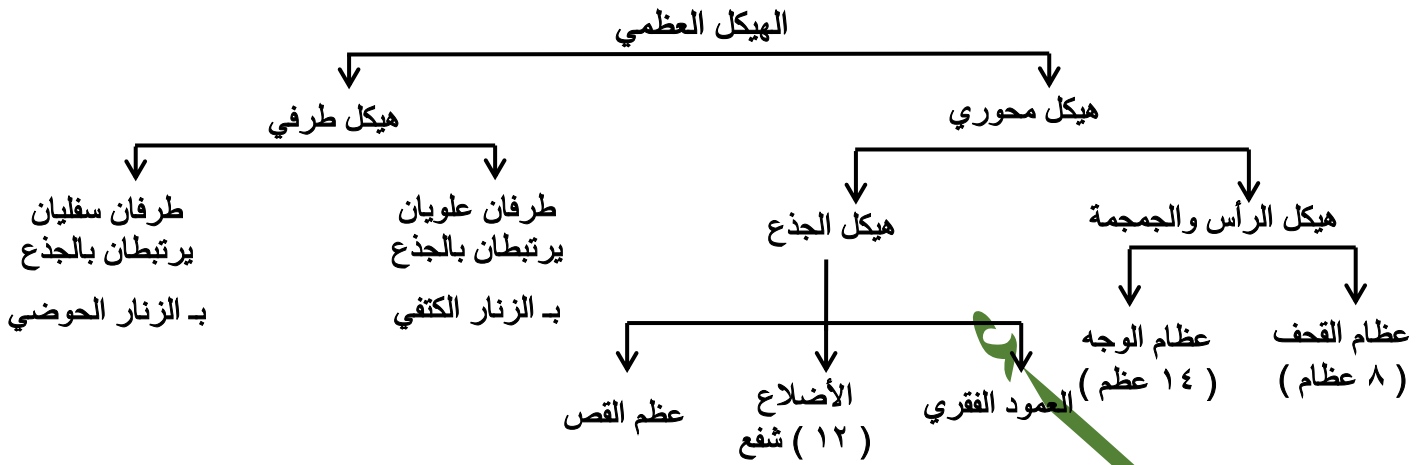 الهيكل العظمي
هيكل محوري
هيكل طرفي
هيكل الرأس والجمجمة
هيكل الجذع
طرفان علويان
يرتبطان بالجذع
بـ الزنار الكتفي
طرفان سفليان
يرتبطان بالجذع
بـ الزنار الحوضي
عظام القحف
( ٨ عظام )
عظام الوجه
( ١٤ عظم )
العمود الفقري
الأضلاع
( ١٢ ) شفع
عظم القص